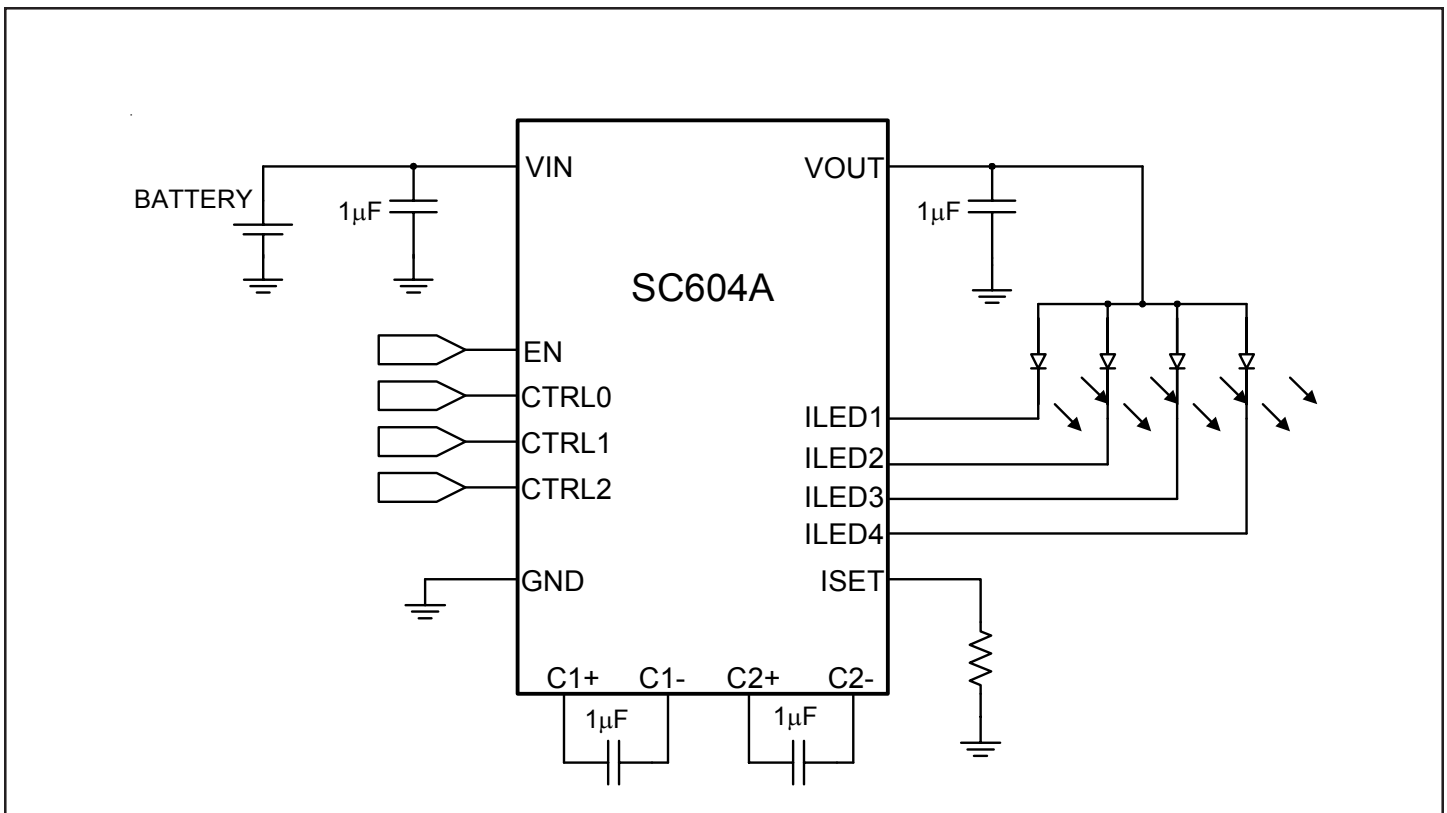 VIN
VOUT
BATTERY
1μF
1μF
SC604A
EN
CTRL0
CTRL1
CTRL2
ILED1
ILED2
ILED3
ILED4
GND
ISET
C1+ C1- C2+ C2-
1μF
1μF